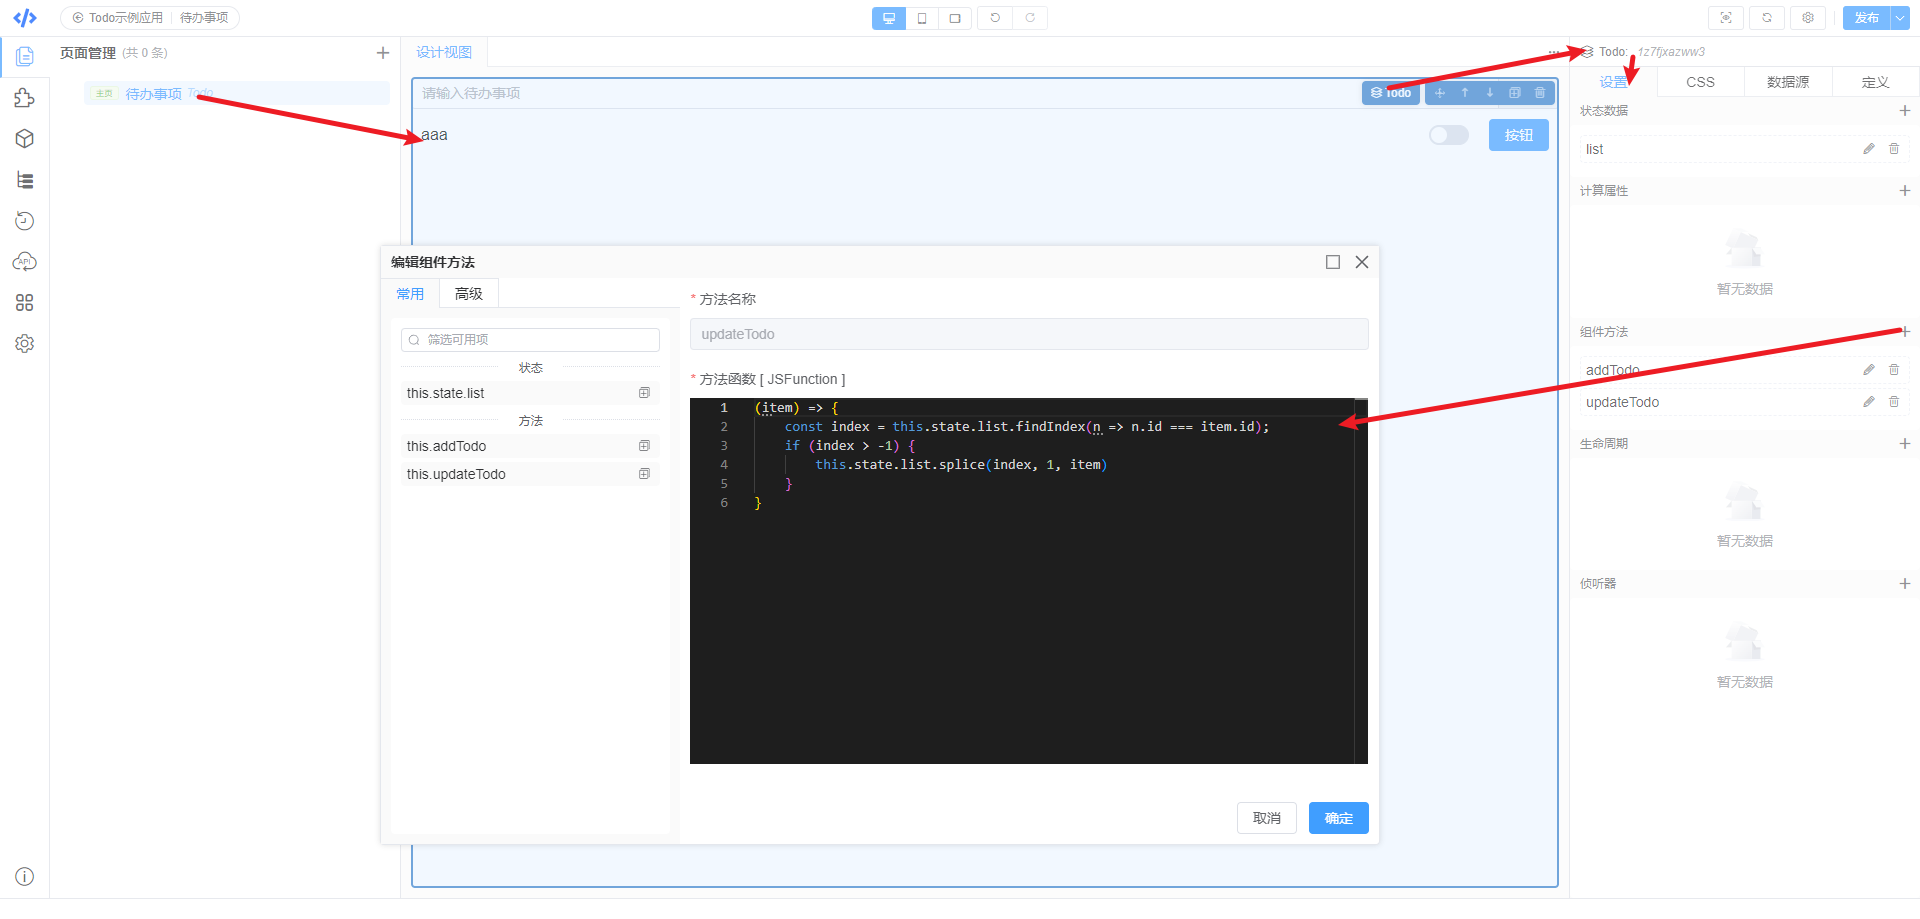 Todo示例应用 待办事项
发布
页面管理 (共 0 条)
设计视图
Todo: 1z7fjxazww3
主页 待办事项 Todo
请输入待办事项
Todo
设置 CSS 数据源 定义
状态数据
aaa
按钮
list
计算属性
暂无数据
编辑组件方法
常用 高级
筛选可用项
状态
this.state.list
方法
this.addTodo
this.updateTodo
* 方法名称
updateTodo
* 方法函数 [ JSFunction ]
1 (item) => {
2 const index = this.state.list.findIndex(n => n.id === item.id);
3 if (index > -1) {
4 this.state.list.splice(index, 1, item)
5 }
6 }
取消 确定
组件方法
addTodo
updateTodo
生命周期
暂无数据
侦听器
暂无数据
API